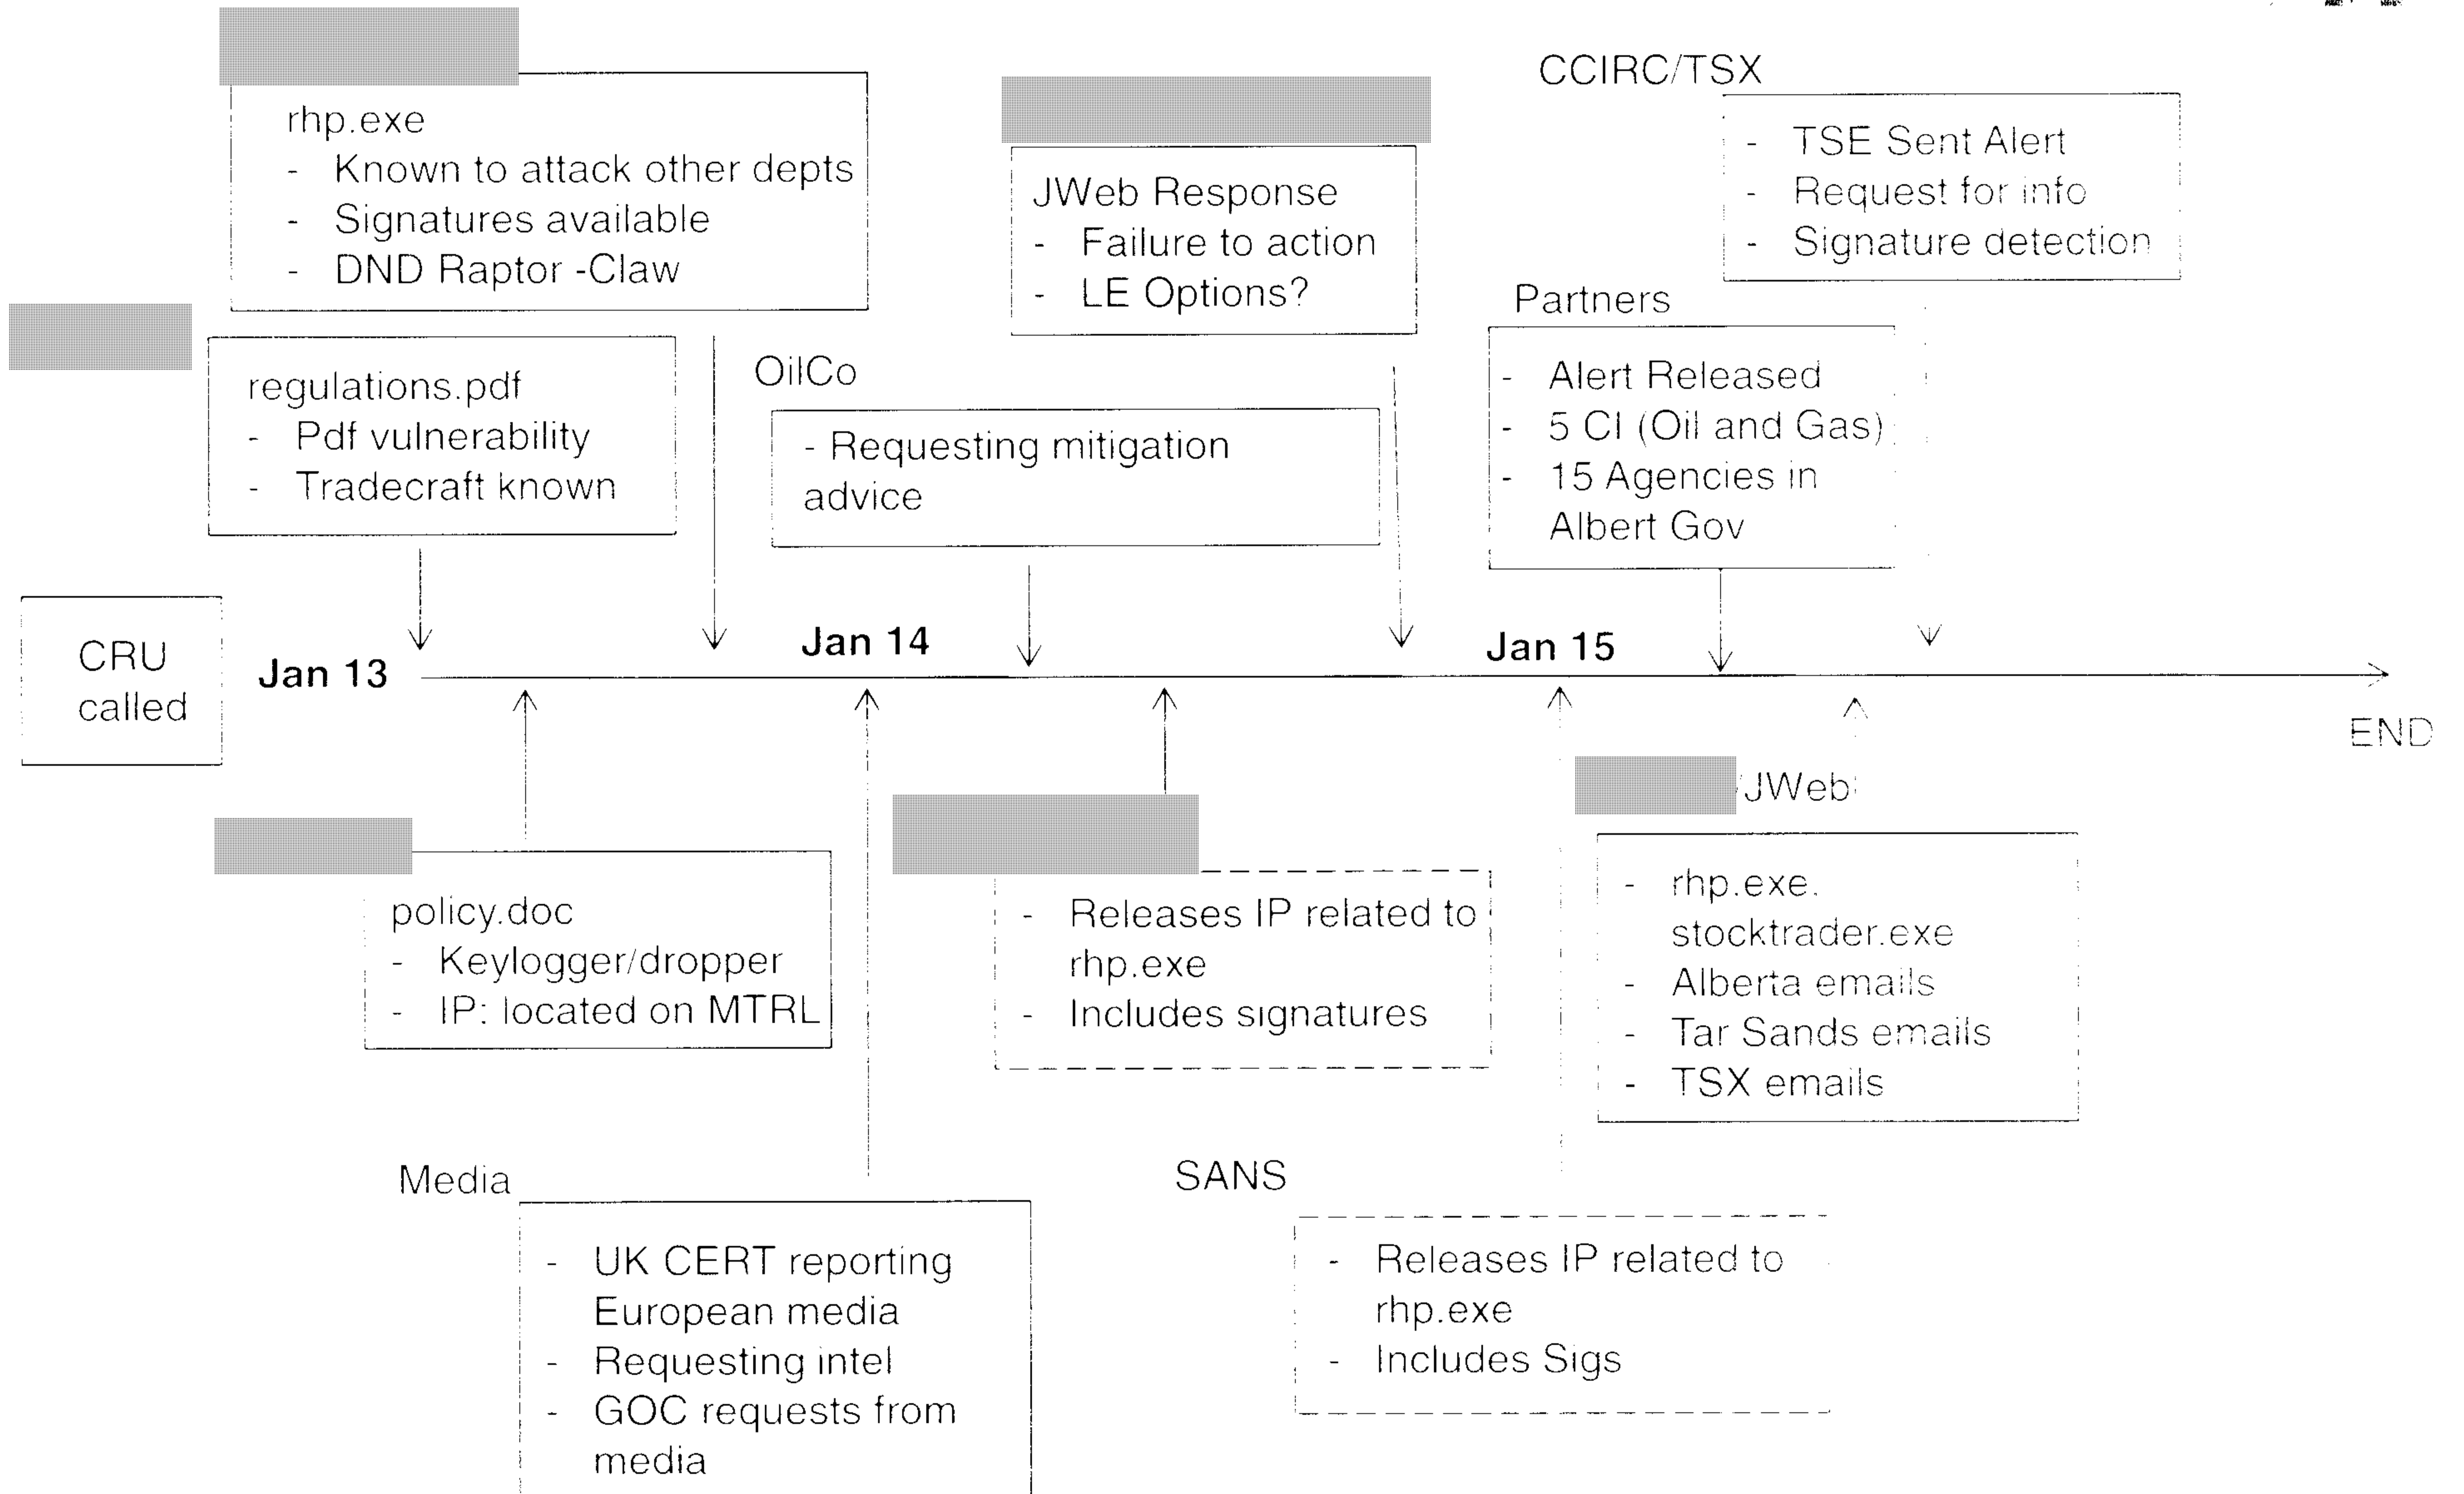 rhp.exe
- Known to attack other depts
- Signatures available
- DND Raptor -Claw
regulations.pdf
- Pdf vulnerability
- Tradecraft known
OilCo
- Requesting mitigation
advice
JWeb Response
- Failure to action
- LE Options?
CCIRC/TSX
- TSE Sent Alert
- Request for info
- Signature detection
Partners
- Alert Released
- 5 CI (Oil and Gas)
- 15 Agencies in
Albert Gov
CRU
called
Jan 13
Jan 14
Jan 15
END
policy.doc
- Keylogger/dropper
- IP: located on MTRL
Media
- UK CERT reporting
European media
- Requesting intel
- GOC requests from
media
- Releases IP related to
rhp.exe
- Includes signatures
SANS
- Releases IP related to
rhp.exe
- Includes Sigs
JWeb
- rhp.exe.
stocktrader.exe
- Alberta emails
- Tar Sands emails
- TSX emails